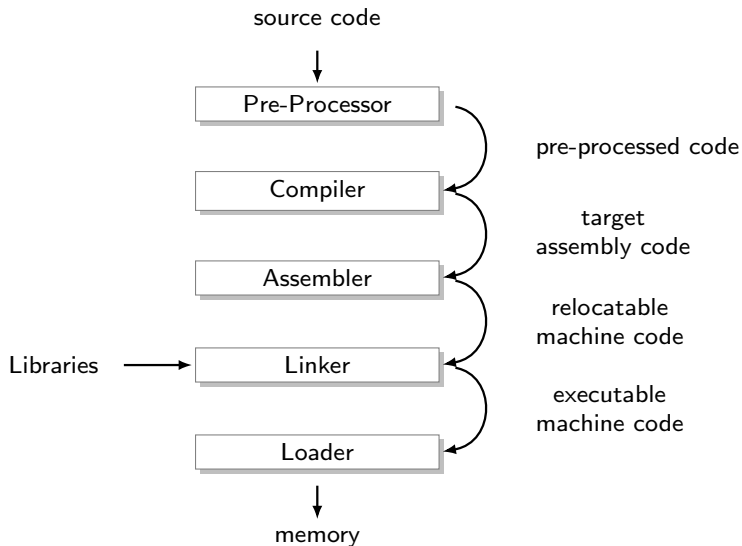 source code
Pre-Processor
pre-processed code
Compiler
target
assembly code
Assembler
relocatable
machine code
Libraries
Linker
executable
machine code
Loader
memory